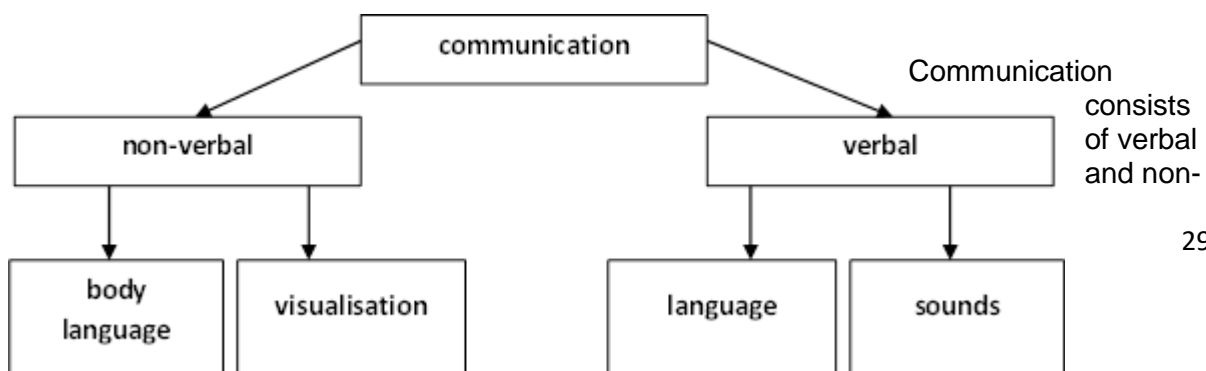 communication
Communication
consists
of verbal
and non-
non-verbal
verbal
29
body
language
visualisation
language
sounds